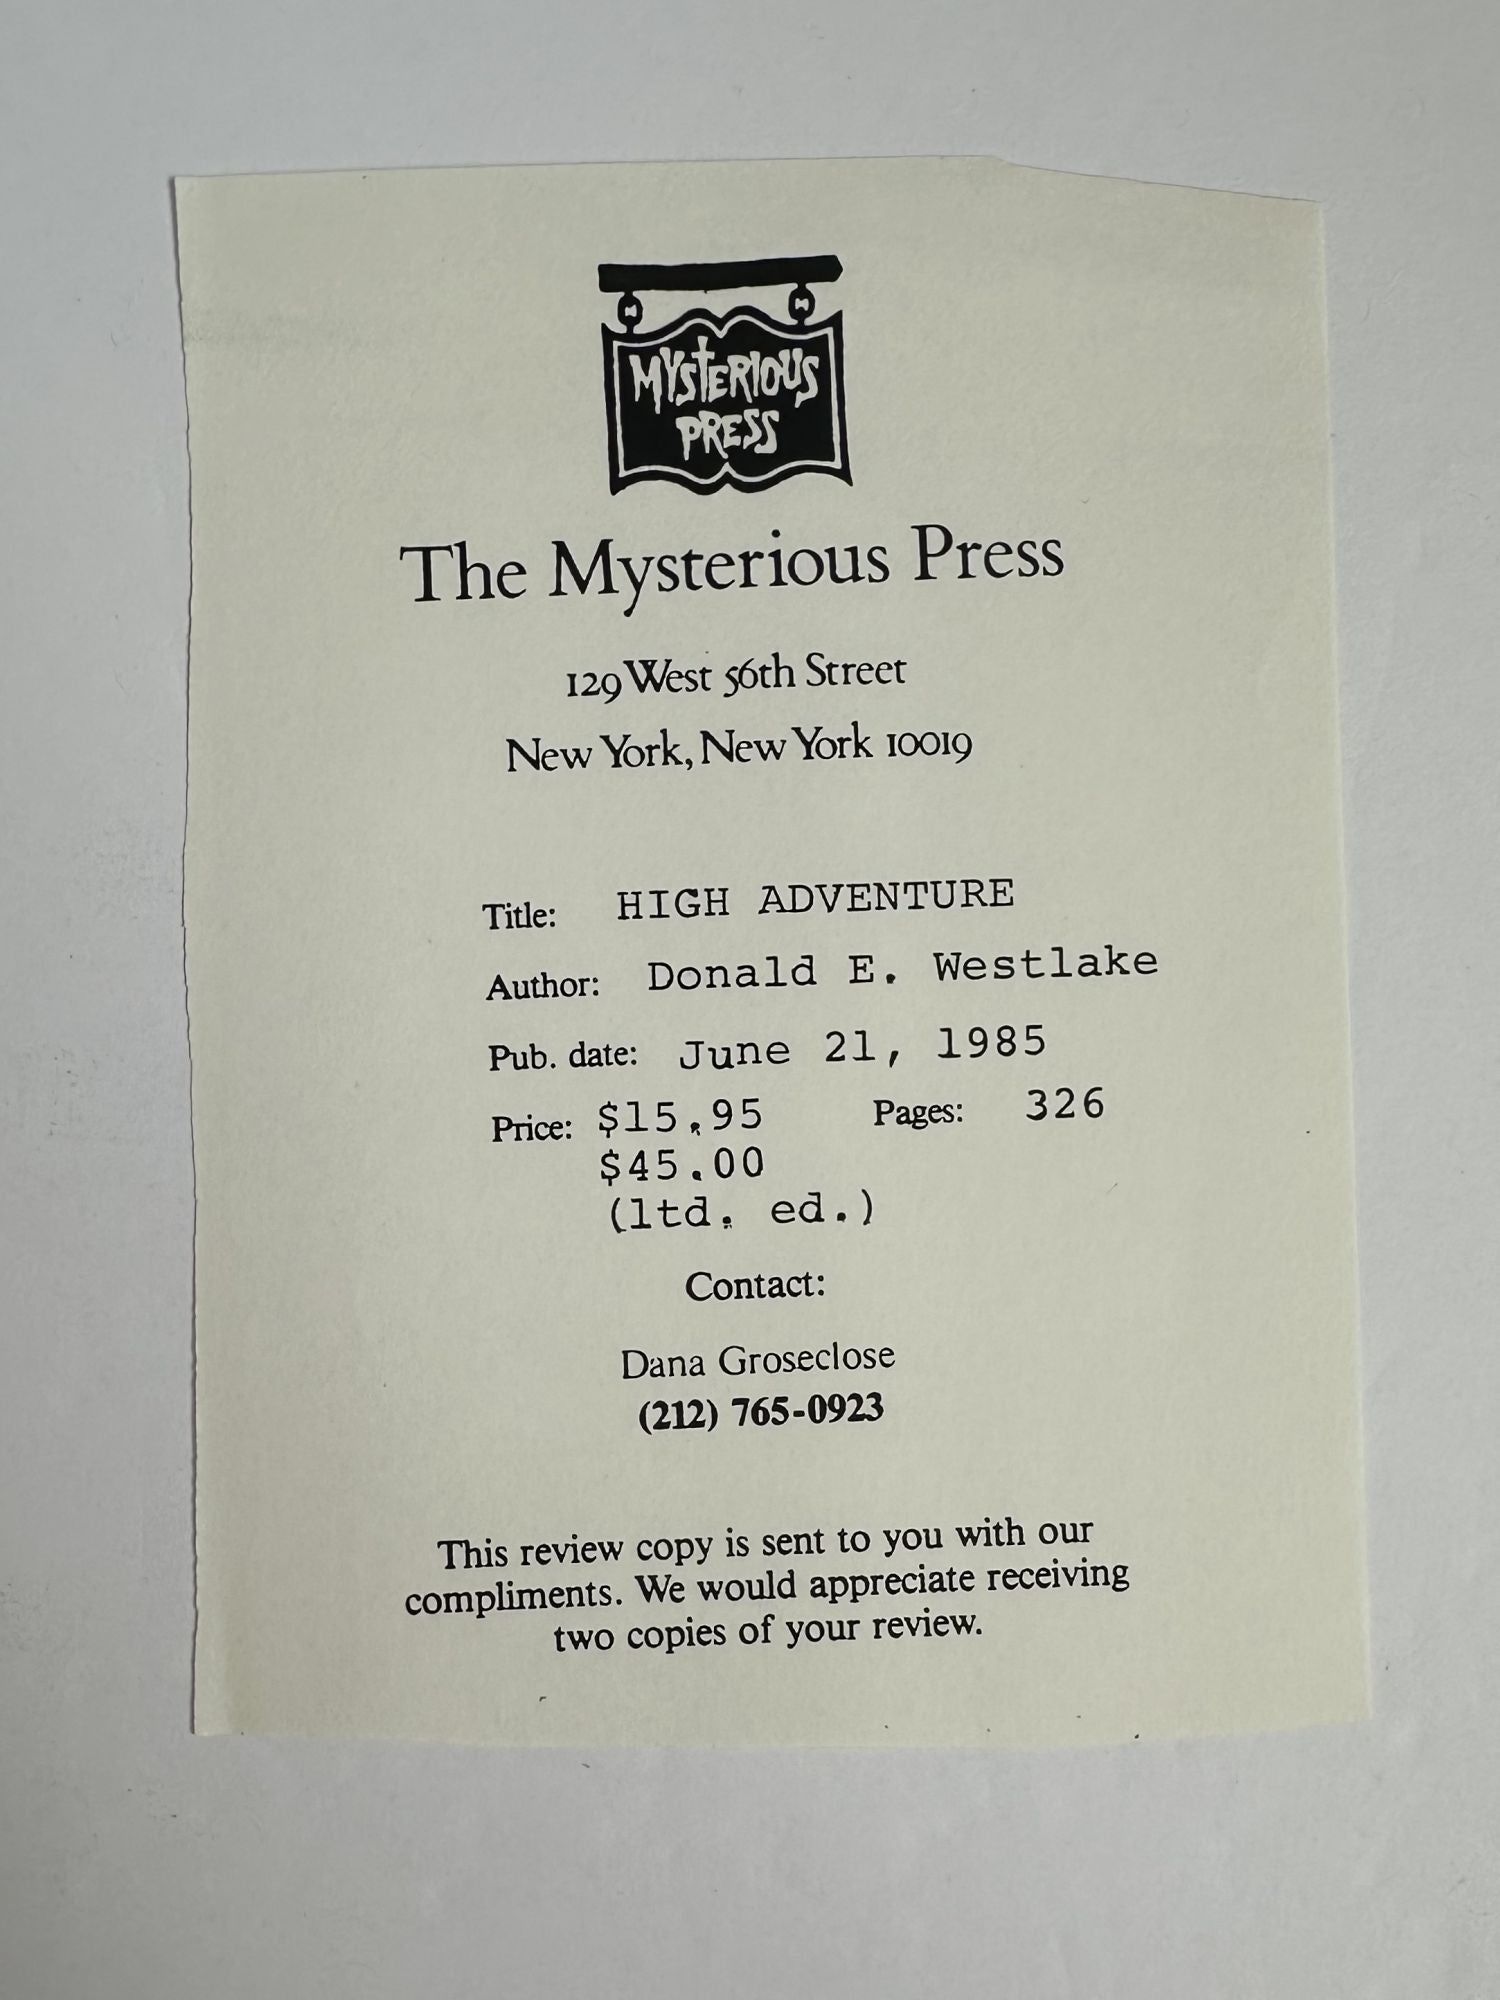 MYSTERIOUS
PRESS
The Mysterious Press
129 West 56th Street
New York, New York 10019
Title: HIGH ADVENTURE
Author: Donald E. Westlake
Pub. date: June 21, 1985
Price: $15.95 Pages: 326
$45.00
(ltd. ed.)
Contact:
Dana Groseclose
(212) 765-0923
This review copy is sent to you with our
compliments. We would appreciate receiving
two copies of your review.